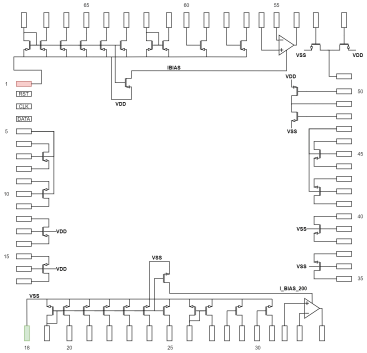 65
60
55
VSS
VDD
IBIAS
1
VDD
VDD
50
RST
CLK
DATA
VSS
5
45
10
VDD
VSS
40
15
VDD
VSS
VSS
35
VSS
I_BIAS_200
18
20
25
30